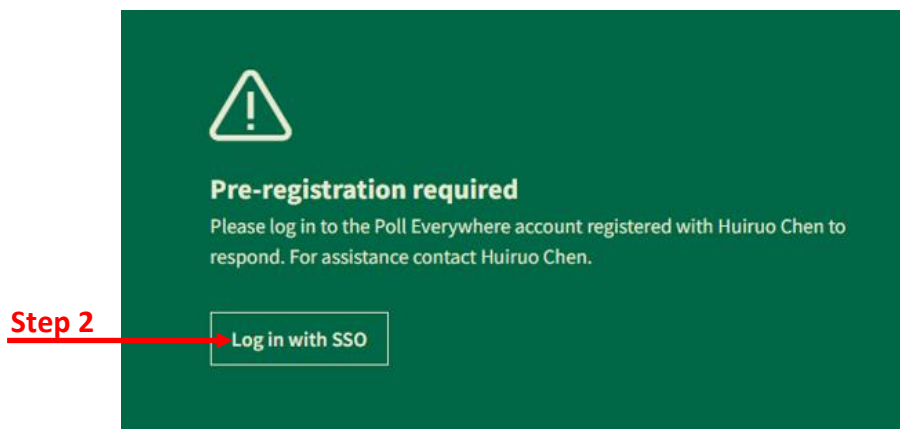 Pre-registration required
Please log in to the Poll Everywhere account registered with Huiruo Chen to
respond. For assistance contact Huiruo Chen.
Step 2
Log in with SSO